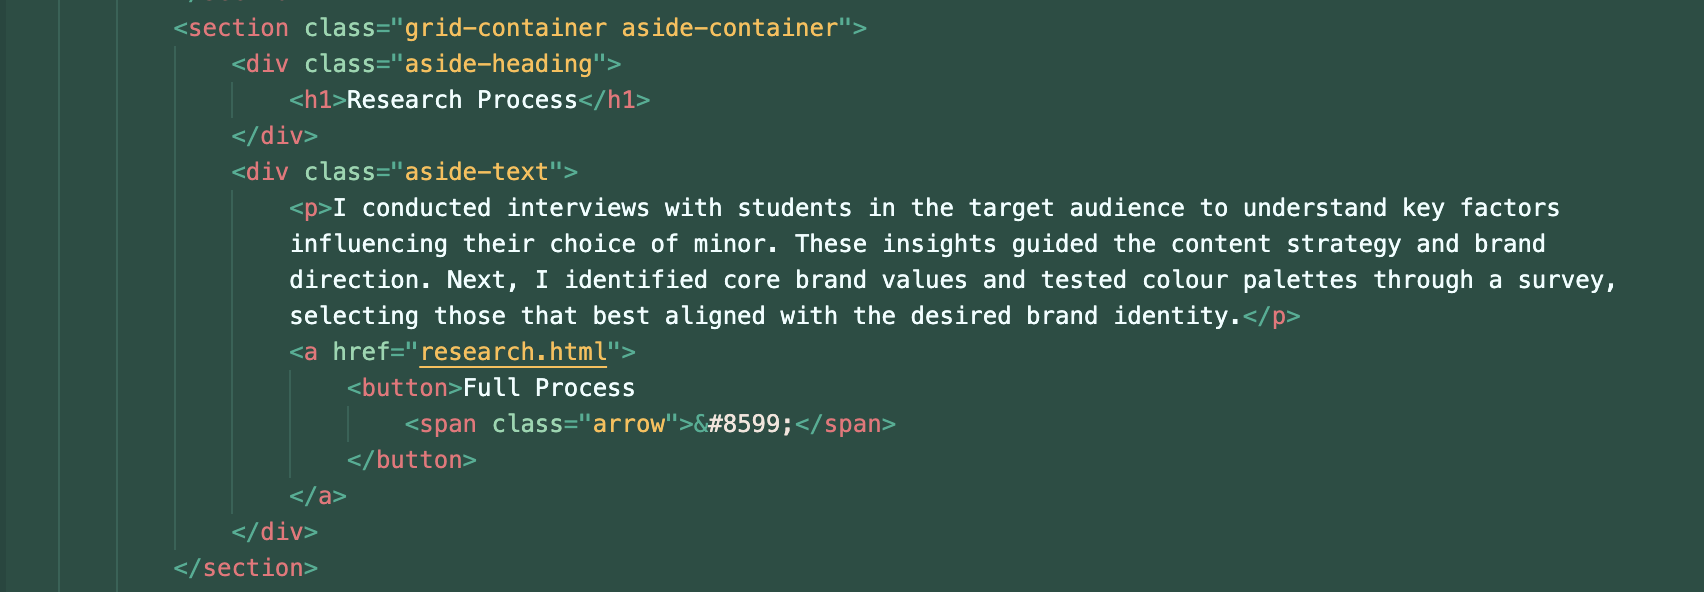 <section class="grid-container aside-container">
<div class="aside-heading">
<h1>Research Process</h1>
</div>
<div class="aside-text">
<p>I conducted interviews with students in the target audience to understand key factors
influencing their choice of minor. These insights guided the content strategy and brand
direction. Next, I identified core brand values and tested colour palettes through a survey,
selecting those that best aligned with the desired brand identity.</p>
<a href="research.html">
<button>Full Process
<span class="arrow">&#8599;</span>
</button>
</a>
</div>
</section>